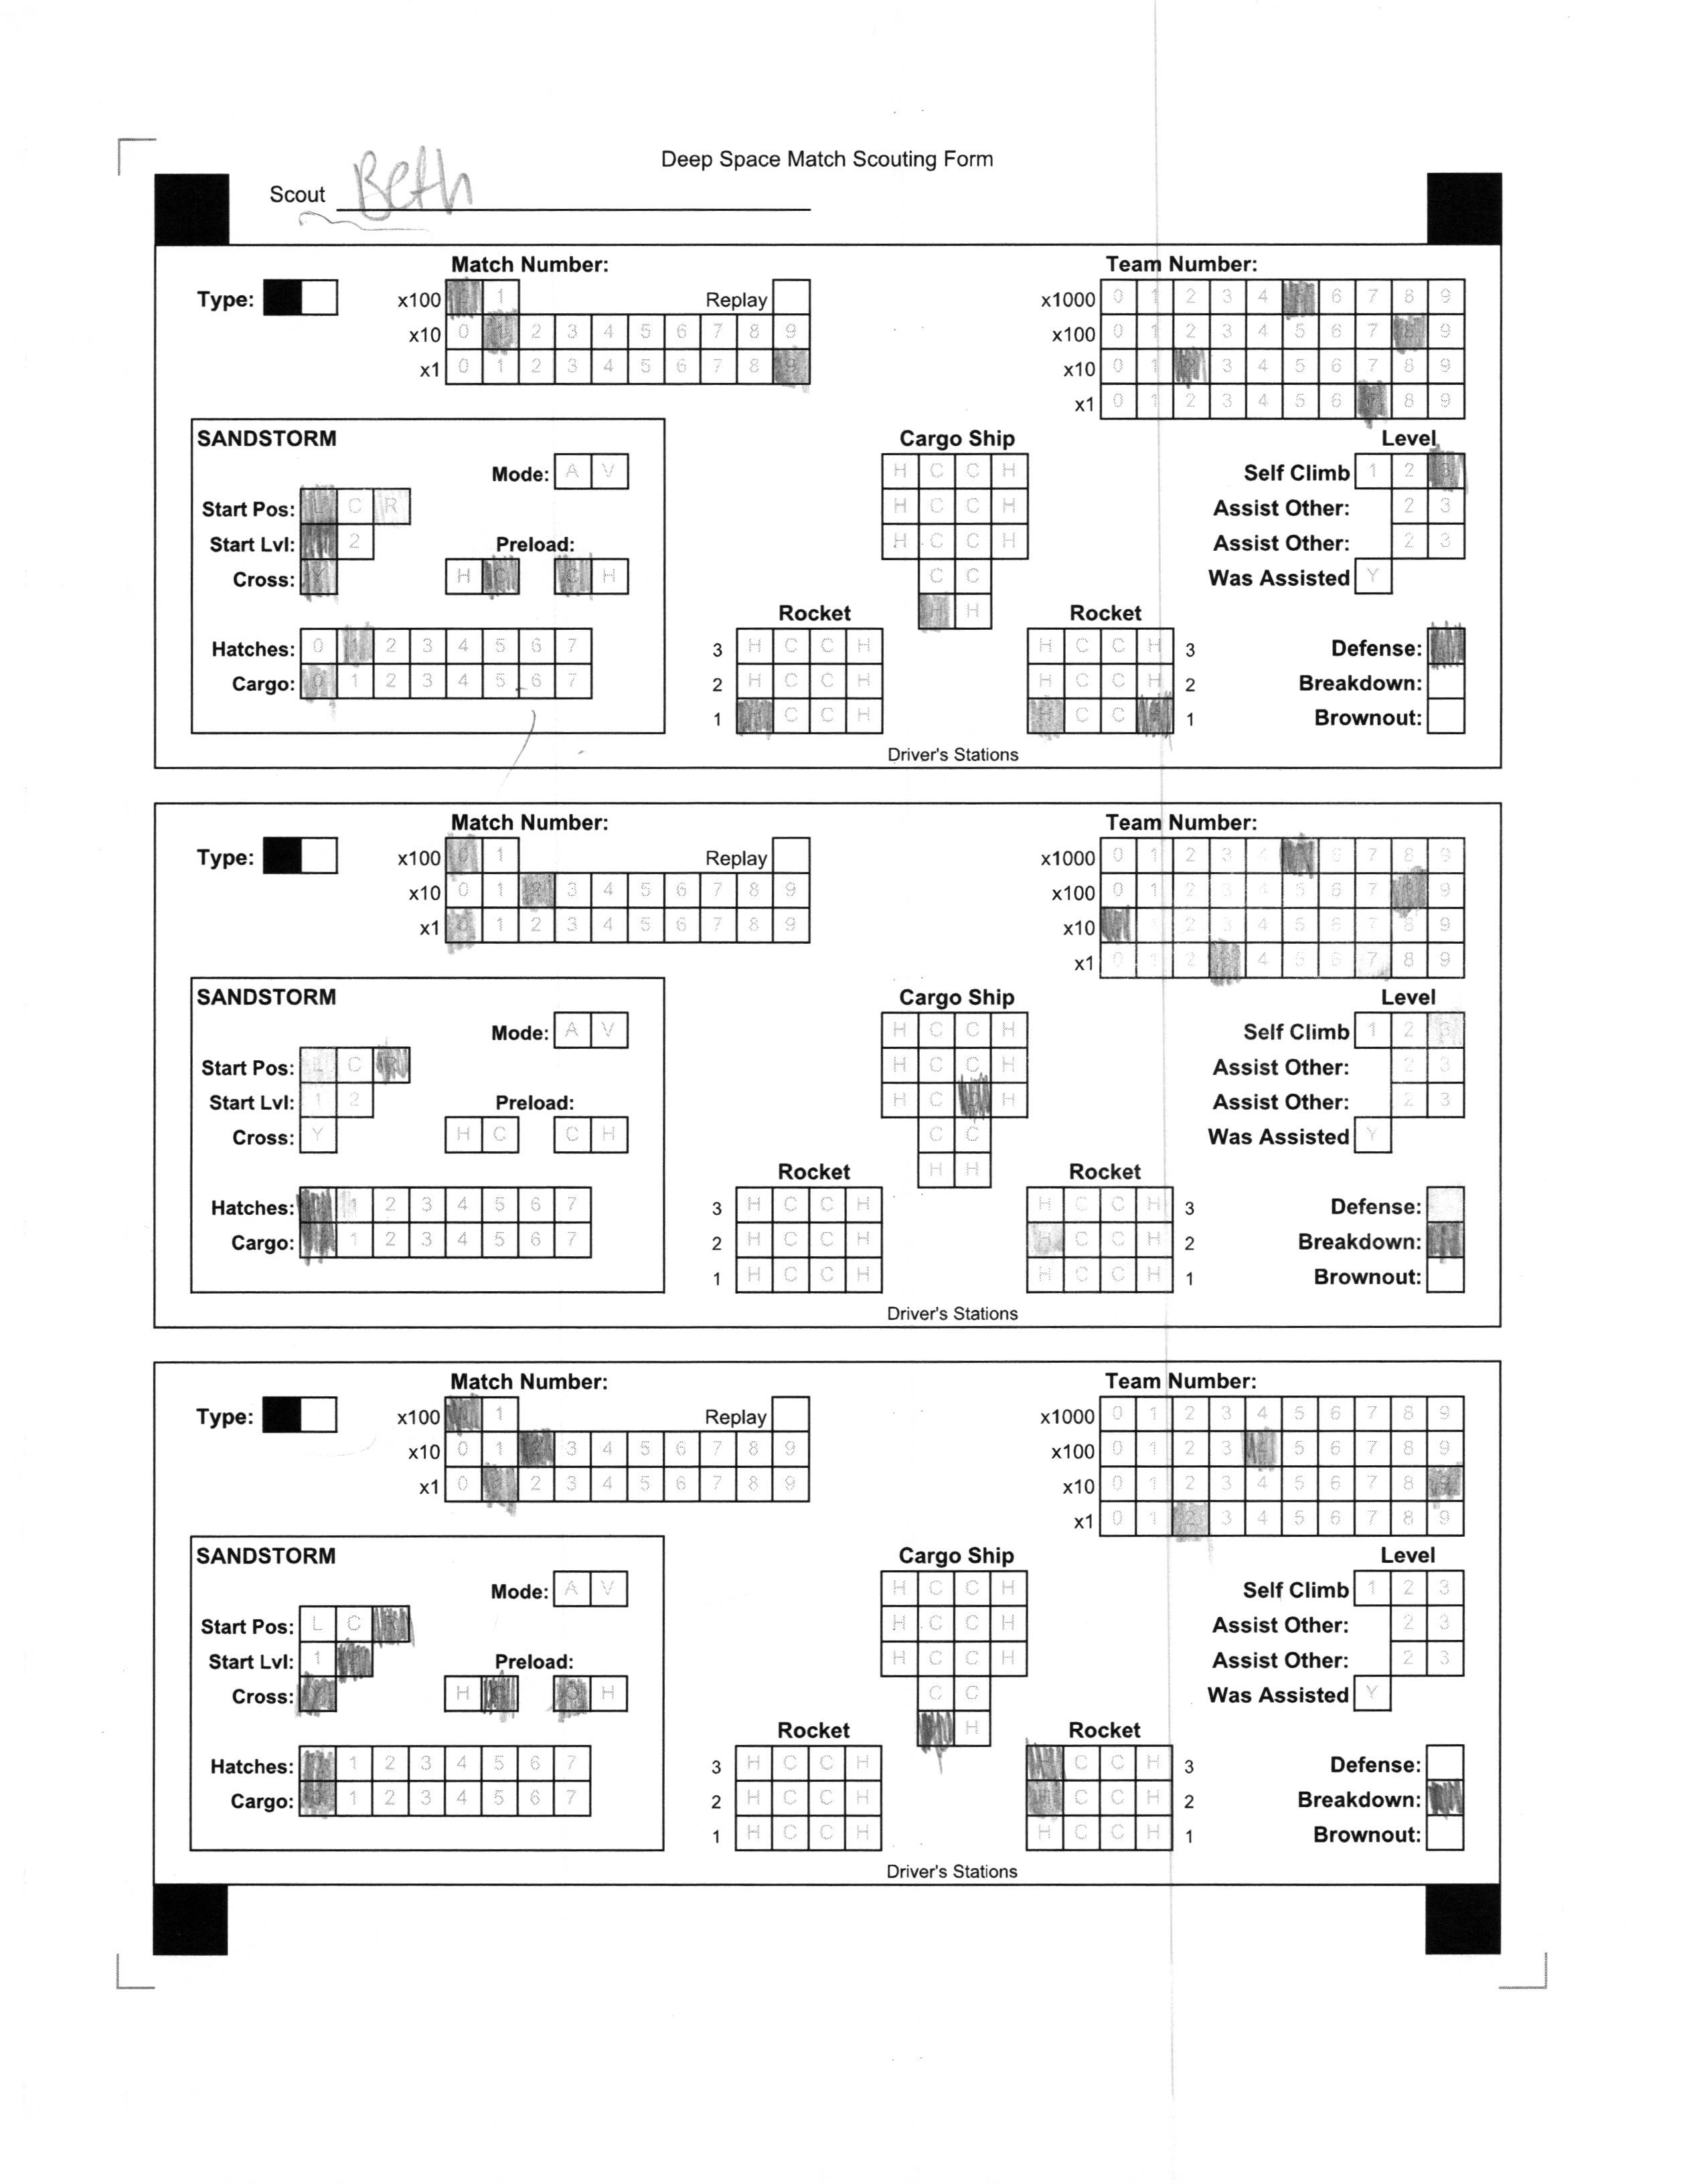 Deep Space Match Scouting Form
Scout Beth
Match Number: Team Number:
Type: x100 1 Replay x1000 0 1 2 3 4 6 7 8 9
x10 0 2 3 4 5 6 7 8 9 x100 0 1 2 3 4 5 6 7 9
x1 0 1 2 3 4 5 6 7 8 x10 0 1 3 4 5 6 7 8 9
x1 0 1 2 3 4 5 6 8 9
SANDSTORM Cargo Ship Level
Mode: A V H C C H Self Climb 1 2 3
Start Pos: L C R H C C H Assist Other: 2 3
Start Lvl: 2 Preload: H C C H Assist Other: 2 3
Cross: Y H C C H C C Was Assisted Y
H H
Rocket Rocket
Hatches: 0 1 2 3 4 5 6 7 3 H C C H H C C H 3 Defense:
Cargo: 0 1 2 3 4 5 6 7 2 H C C H H C C H 2 Breakdown:
1 C C H H C C H 1 Brownout:
Driver's Stations
Match Number: Team Number:
Type: x100 0 1 Replay x1000 0 1 2 3 4 6 7 8 9
x10 0 1 2 3 4 5 6 7 8 9 x100 0 1 2 3 4 5 6 7 8 9
x1 0 1 2 3 4 5 6 7 8 9 x10 1 2 3 4 5 6 7 8 9
x1 0 1 2 4 5 6 7 8 9
SANDSTORM Cargo Ship Level
Mode: A V H C C H Self Climb 1 2 3
Start Pos: L C R H C C H Assist Other: 2 3
Start Lvl: 1 2 Preload: H C C H Assist Other: 2 3
Cross: Y H C C H C C Was Assisted Y
H H
Rocket Rocket
Hatches: 1 2 3 4 5 6 7 3 H C C H H C C H 3 Defense:
Cargo: 1 2 3 4 5 6 7 2 H C C H H C C H 2 Breakdown:
1 H C C H H C C H 1 Brownout:
Driver's Stations
Match Number: Team Number:
Type: x100 1 Replay x1000 0 1 2 3 4 5 6 7 8 9
x10 0 1 2 3 4 5 6 7 8 9 x100 0 1 2 3 4 5 6 7 8 9
x1 0 2 3 4 5 6 7 8 9 x10 0 1 2 3 4 5 6 7 8 9
x1 0 1 2 3 4 5 6 7 8 9
SANDSTORM Cargo Ship Level
Mode: A V H C C H Self Climb 1 2 3
Start Pos: L C R H C C H Assist Other: 2 3
Start Lvl: 1 Preload: H C C H Assist Other: 2 3
Cross: Y H C C H C C Was Assisted Y
H
Rocket Rocket
Hatches: 0 1 2 3 4 5 6 7 3 H C C H H C C H 3 Defense:
Cargo: 0 1 2 3 4 5 6 7 2 H C C H H C C H 2 Breakdown:
1 H C C H H C C H 1 Brownout:
Driver's Stations